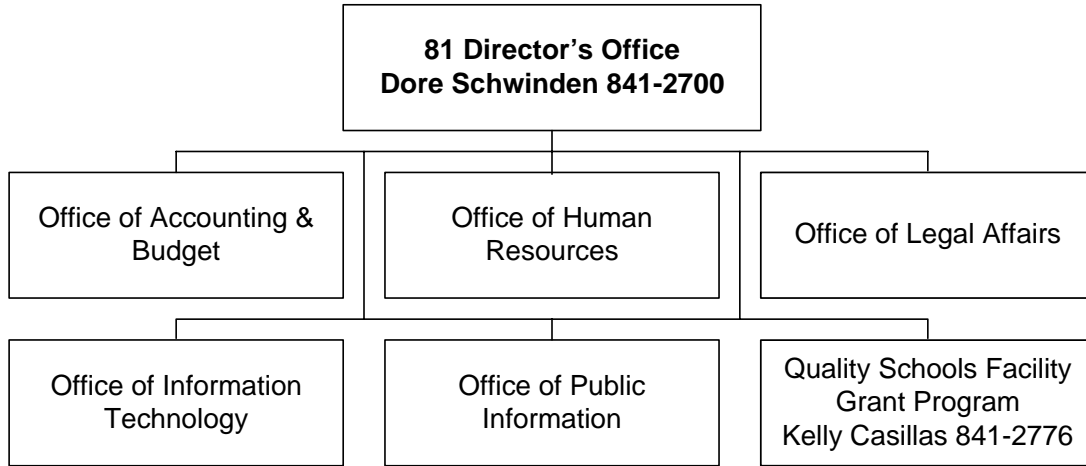 81 Director’s Office
Dore Schwinden 841-2700
Office of Accounting &
Budget
Office of Human
Resources
Office of Legal Affairs
Office of Information
Technology
Office of Public
Information
Quality Schools Facility
Grant Program
Kelly Casillas 841-2776